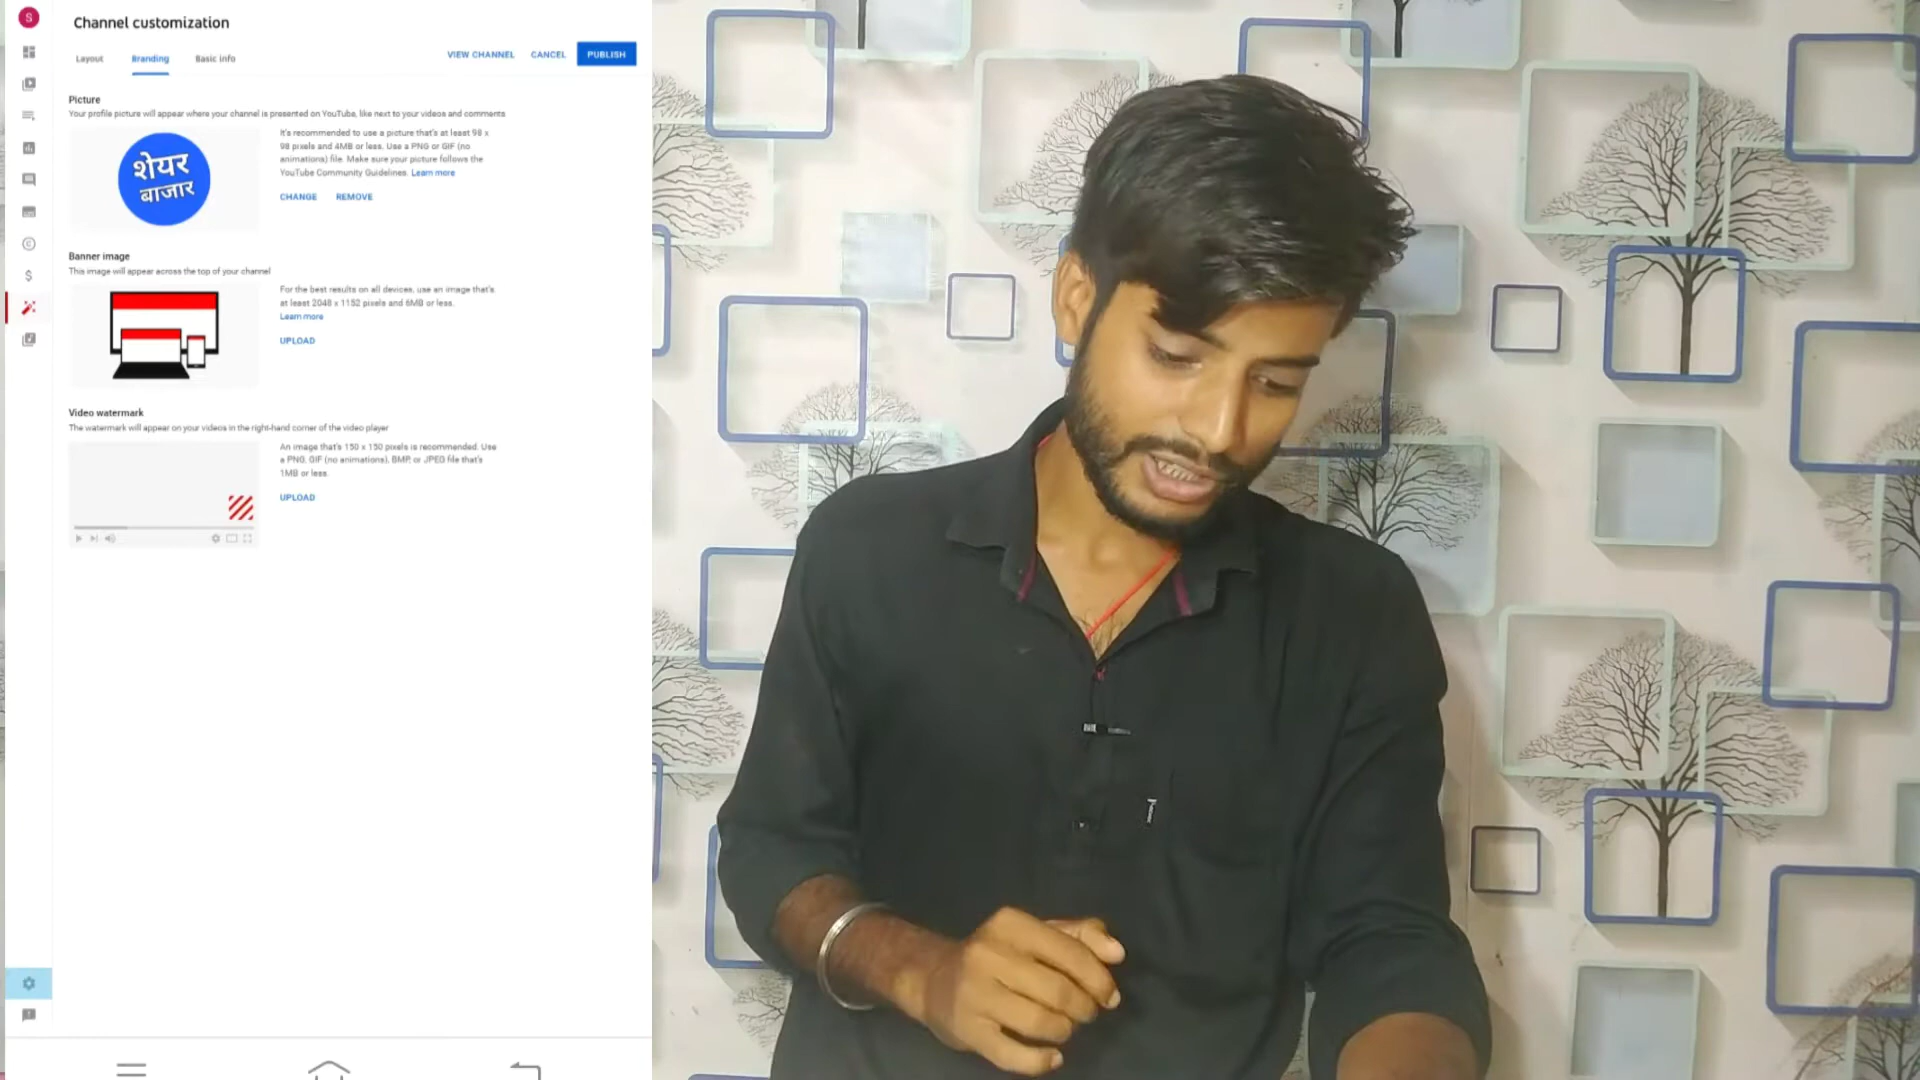 S
Channel customization
Layout
Branding
Basic info
VIEW CHANNEL
CANCEL
PUBLISH
Picture
Your profile picture will appear where your channel is presented on YouTube, like next to your videos and comments
शेयर
बाजार
It's recommended to use a picture that's at least 98 x
98 pixels and 4MB or less. Use a PNG or GIF (no
animations) file. Make sure your picture follows the
YouTube Community Guidelines. Learn more
CHANGE
REMOVE
Banner image
This image will appear across the top of your channel
For the best results on all devices, use an image that's
at least 2048 x 1152 pixels and 6MB or less.
Learn more
UPLOAD
Video watermark
The watermark will appear on your videos in the right-hand corner of the video player
An image that's 150 x 150 pixels is recommended. Use
a PNG, GIF (no animations), BMP, or JPEG file that's
1MB or less.
UPLOAD